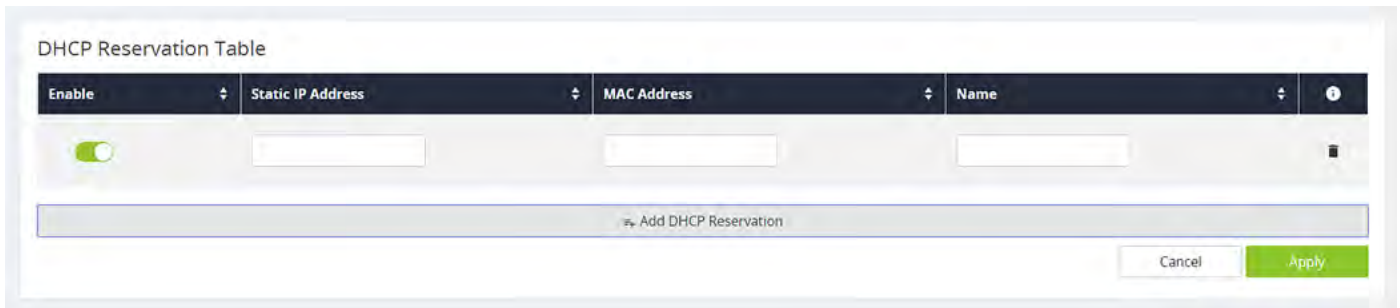 DHCP Reservation Table
Enable Static IP Address MAC Address Name
Add DHCP Reservation
Cancel Apply